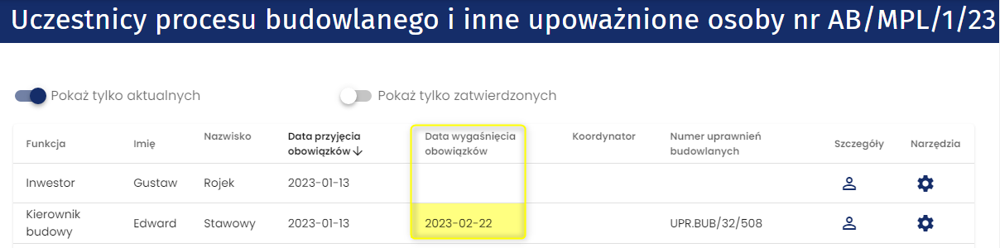 Uczestnicy procesu budowlanego i inne upoważnione osoby nr AB/MPL/1/23
Pokaż tylko aktualnych Pokaż tylko zatwierdzonych
Funkcja Imię Nazwisko Data przyjęcia obowiązków Data wygaśnięcia obowiązków Koordynator Numer uprawnień budowlanych Szczegóły Narzędzia
Inwestor Gustaw Rojek 2023-01-13
Kierownik budowy Edward Stawowy 2023-01-13 2023-02-22 UPR.BUB/32/508